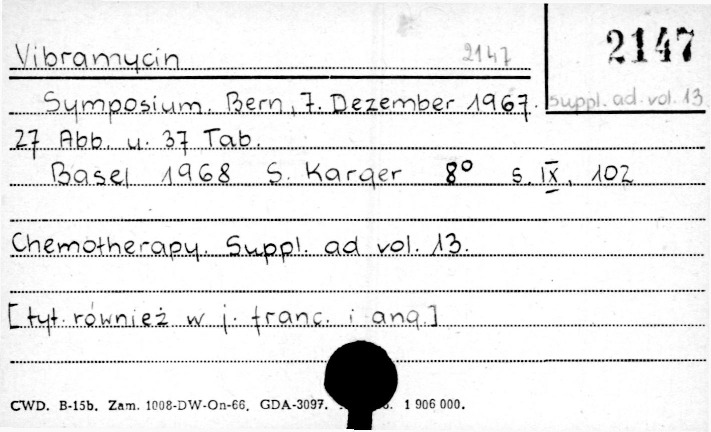 Vibramycin 2147
2147
suppl. ad. vol. 13
Symposium. Bern, 7. Dezember 1967.
27 Abb. u. 37 Tab.
Basel 1968 S. Karger 8° s. IX, 102
Chemotherapy. Suppl. ad vol. 13.
[tyt. również w j. franc. i ang.]
CWD. B-15b. Zam. 1008-DW-On-66. GDA-3097. 1 906 000.